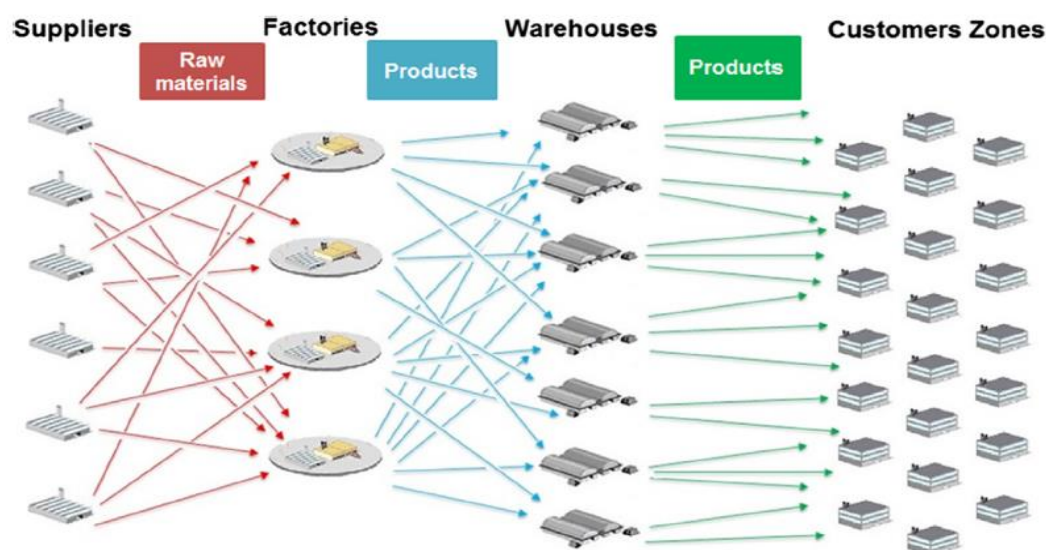 Suppliers
Factories
Warehouses
Customers Zones
Raw
materials
Products
Products